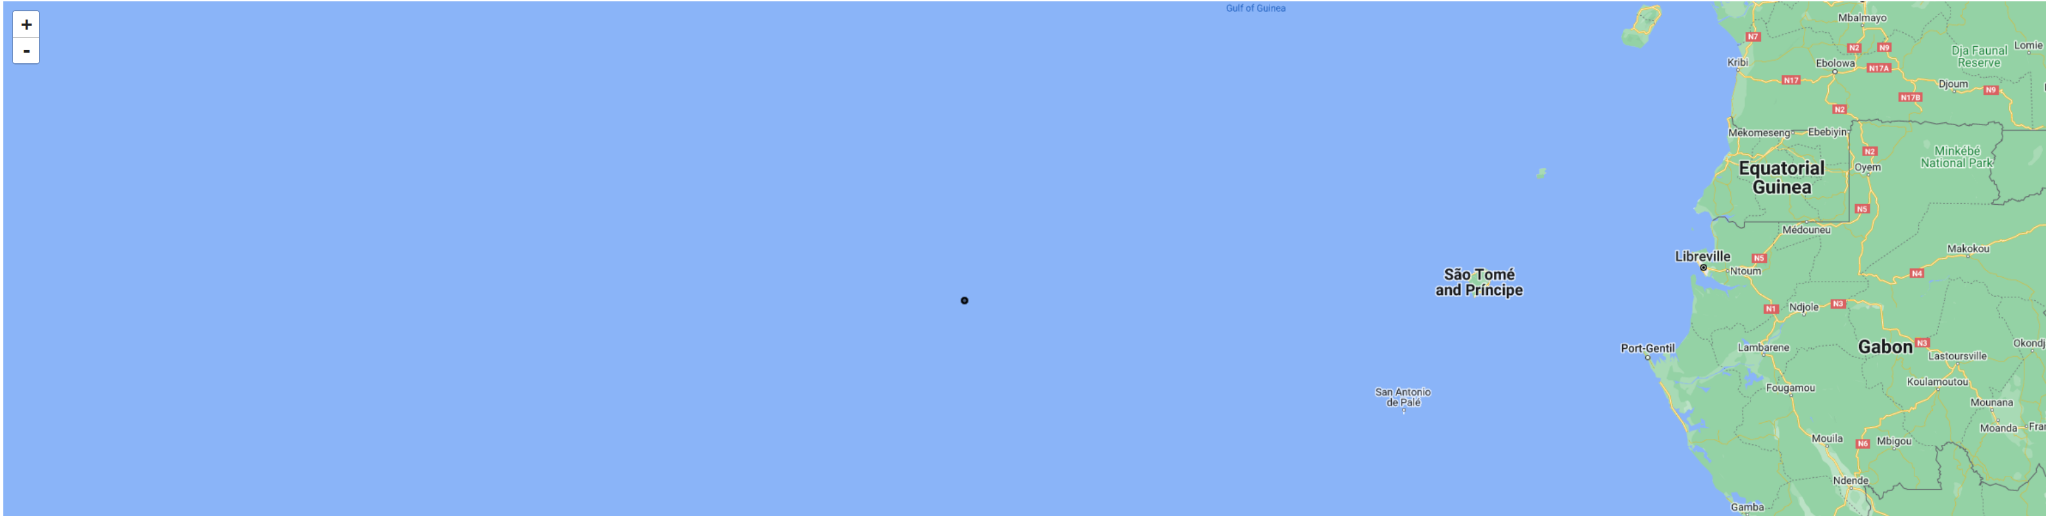 +
-
Gulf of Guinea
Mbalmayo
N7
N2
N9
Dja Faunal
Reserve
Lomie
Kribi
Ebolowa
N17A
N17
Djoum
N9
N17B
N2
Mekomeseng
Ebebiyin
N2
Minkébé
National Park
Equatorial
Guinea
Oyem
N5
Médouneu
Makokou
Libreville
N5
Ntoum
N4
São Tomé
and Príncipe
N1
Ndjole
N3
Port-Gentil
Lambarene
Gabon
N3
Okondj
Lastoursville
Koulamoutou
San Antonio
de Palé
Fougamou
Mounana
Moanda
Fran
Mouila
N6
Mbigou
Ndende
Gamba